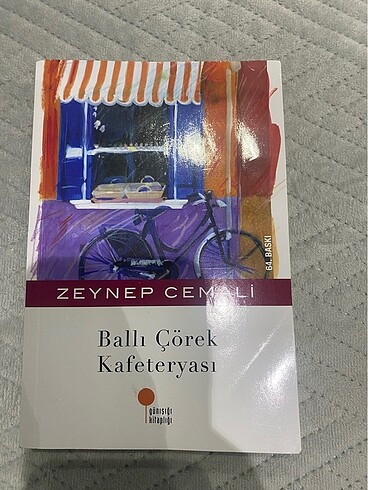 64. BASKI
ZEYNEP CEMALİ
Ballı Çörek
Kafeteryası
günışığı
kitaplığı